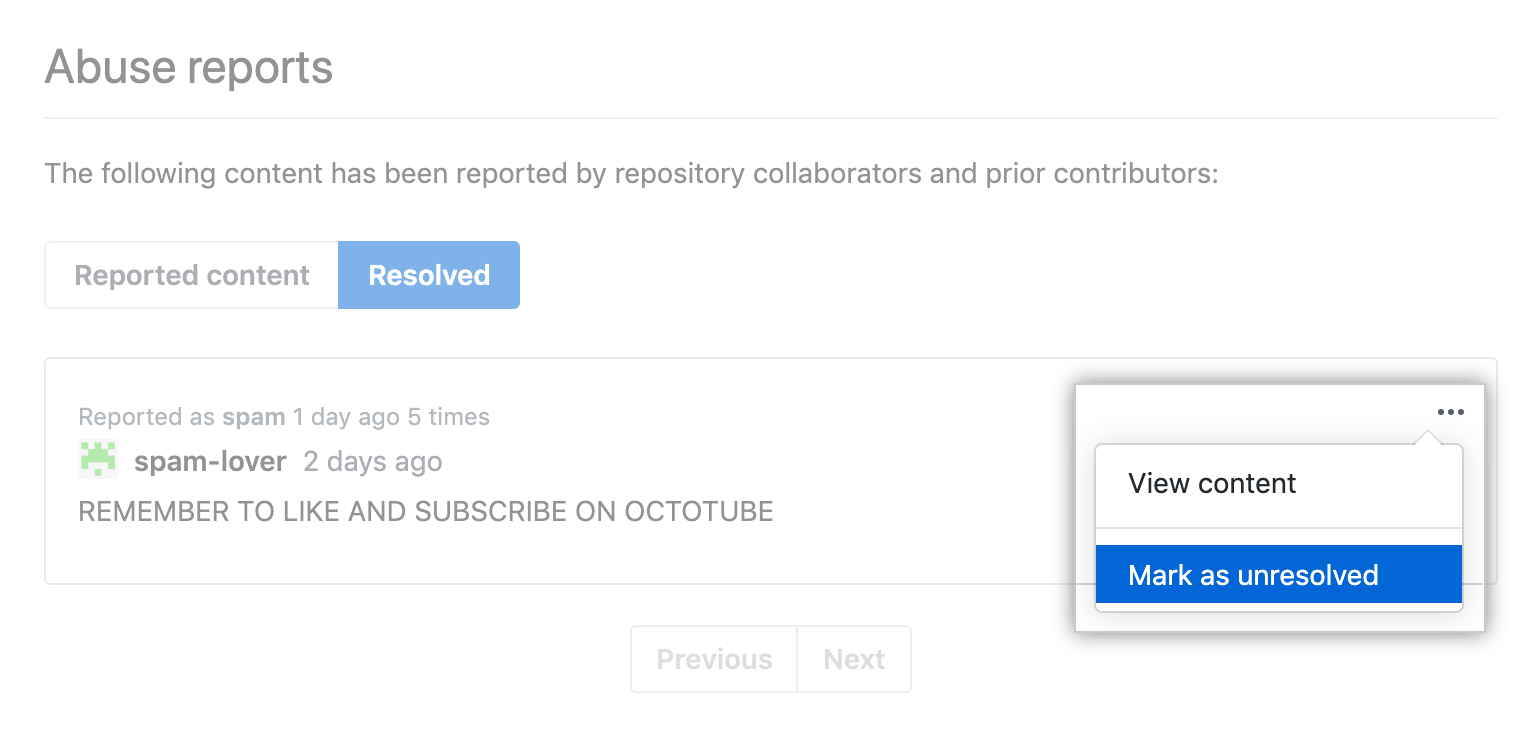 Abuse reports
The following content has been reported by repository collaborators and prior contributors:
Reported content Resolved
Reported as spam 1 day ago 5 times
spam-lover 2 days ago
REMEMBER TO LIKE AND SUBSCRIBE ON OCTOTUBE
View content
Mark as unresolved
Previous Next